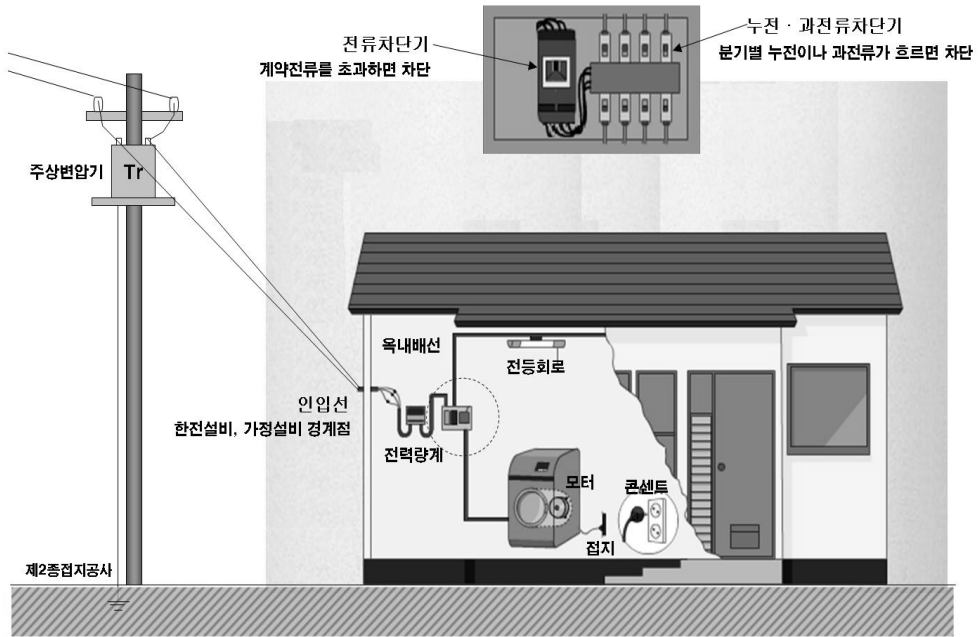 전류차단기
계약전류를 초과하면 차단
누전 · 과전류차단기
분기별 누전이나 과전류가 흐르면 차단
주상변압기
Tr
옥내배선
전등회로
인입선
한전설비, 가정설비 경계점
전력량계
모터
콘센트
접지
제2종접지공사